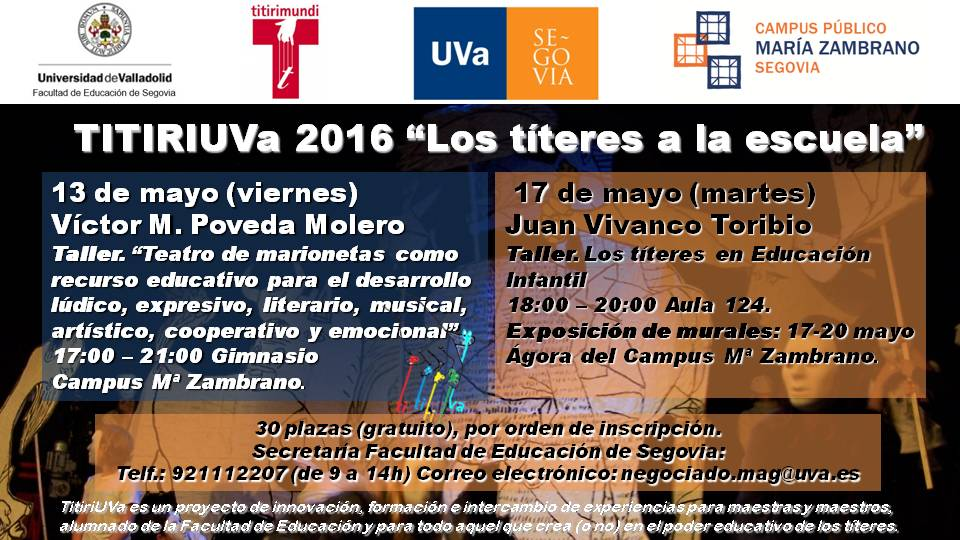 Universidad de Valladolid
Facultad de Educación de Segovia
titirimundi
UVa
SE~
GO
VIA
CAMPUS PÚBLICO
MARÍA ZAMBRANO
SEGOVIA
TITIRIUVa 2016 “Los títeres a la escuela”
13 de mayo (viernes)
Víctor M. Poveda Molero
Taller. “Teatro de marionetas como
recurso educativo para el desarrollo
lúdico, expresivo, literario, musical,
artístico, cooperativo y emocional”
17:00 – 21:00 Gimnasio
Campus Mª Zambrano.
17 de mayo (martes)
Juan Vivanco Toribio
Taller. Los títeres en Educación
Infantil
18:00 – 20:00 Aula 124.
Exposición de murales: 17-20 mayo
Ágora del Campus Mª Zambrano.
30 plazas (gratuito), por orden de inscripción.
Secretaría Facultad de Educación de Segovia:
Telf.: 921112207 (de 9 a 14h) Correo electrónico: negociado.mag@uva.es
TitiriUVa es un proyecto de innovación, formación e intercambio de experiencias para maestras y maestros,
alumnado de la Facultad de Educación y para todo aquel que crea (o no) en el poder educativo de los títeres.